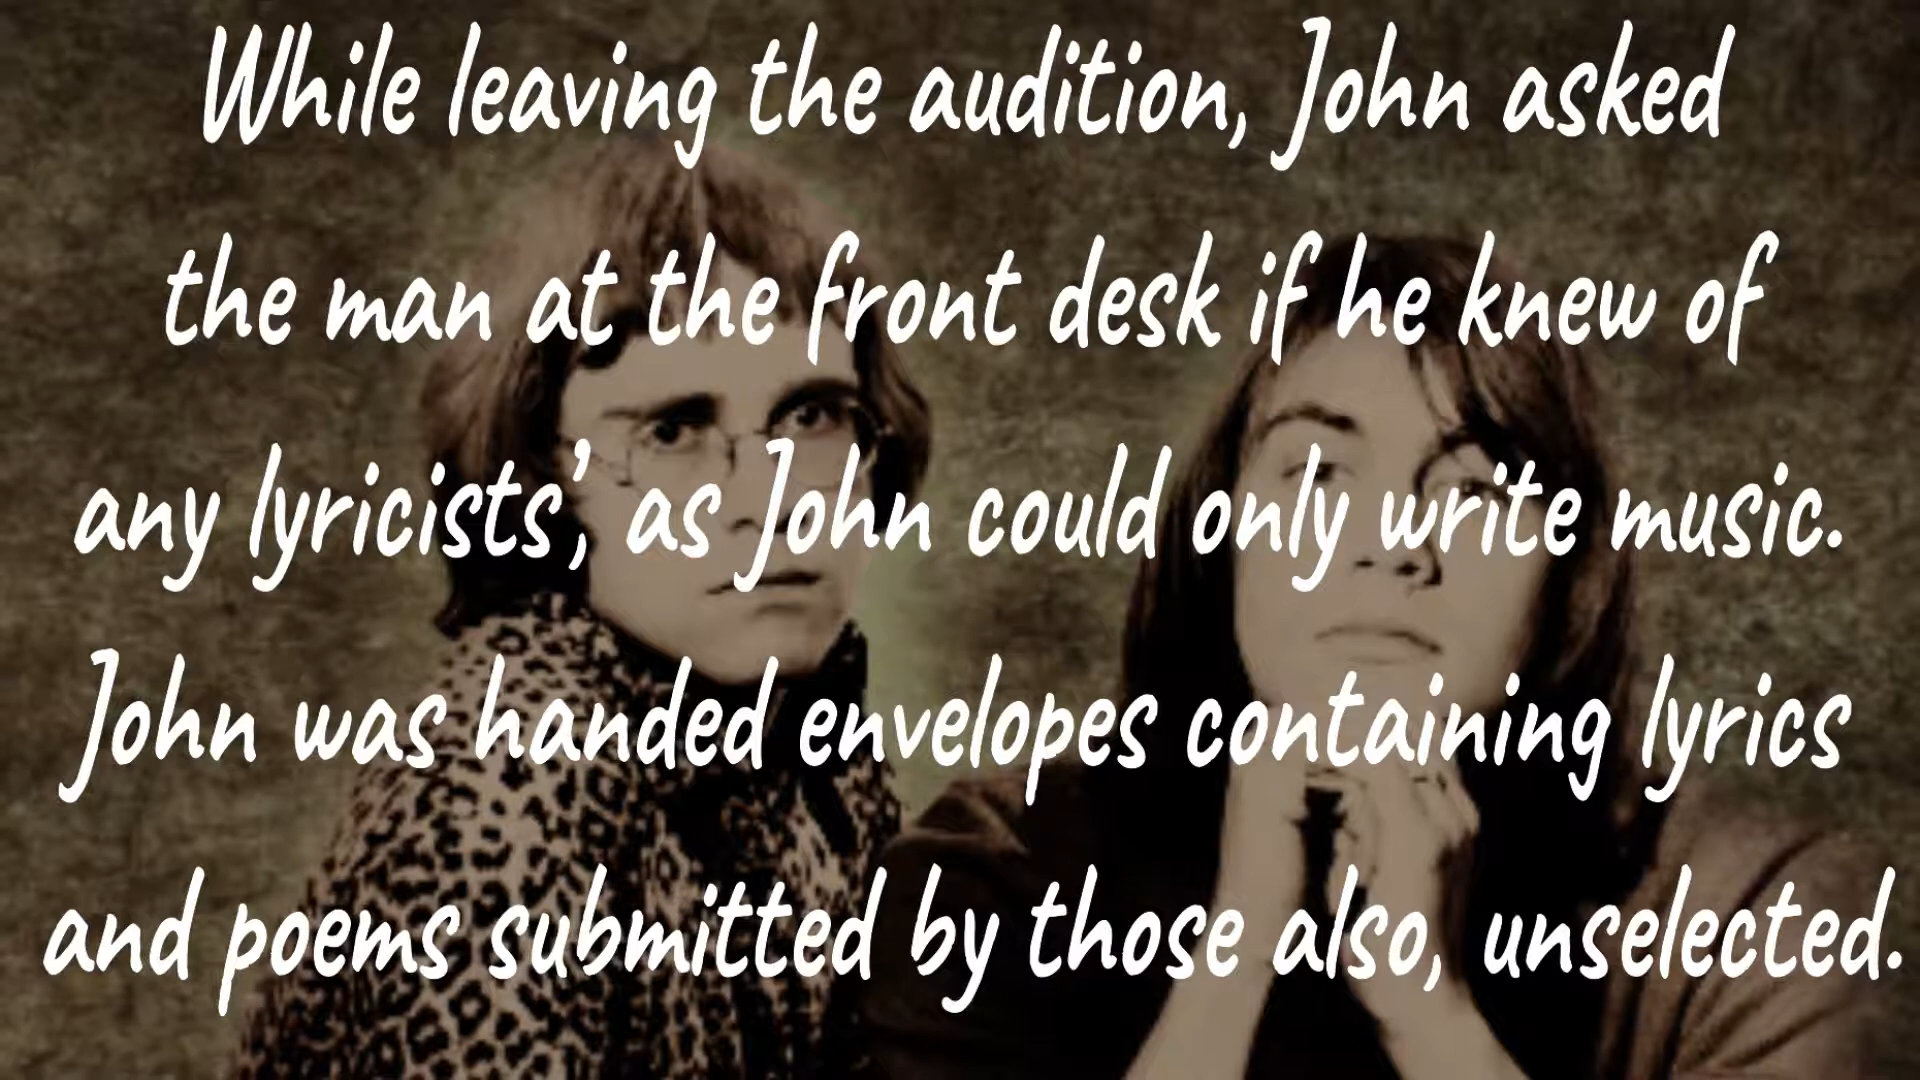 While leaving the audition, John asked
the man at the front desk if he knew of
any lyricists', as John could only write music.
John was handed envelopes containing lyrics
and poems submitted by those also, unselected.